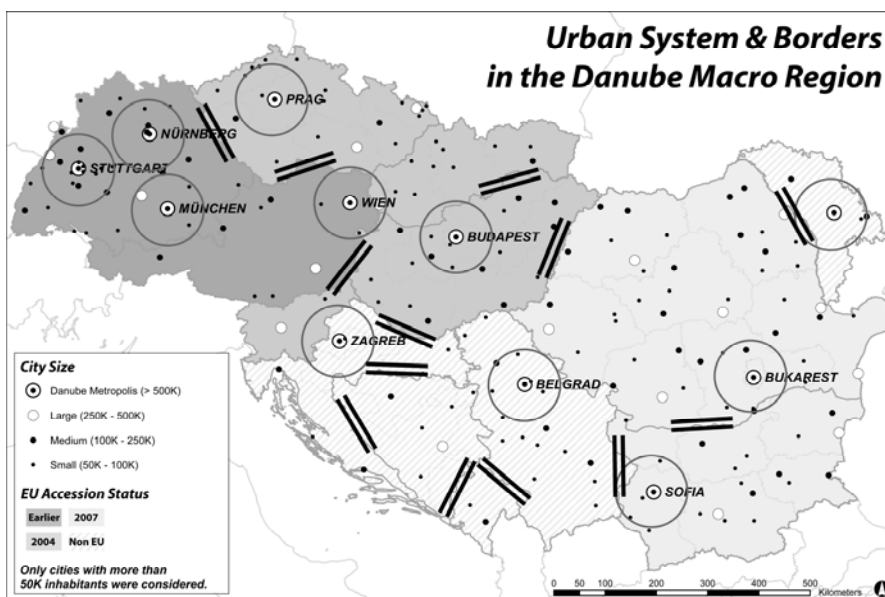 Urban System & Borders
in the Danube Macro Region
PRAG
NÜRNBERG
STUTTGART
MÜNCHEN
WIEN
BUDAPEST
ZAGREB
BELGRAD
BUKAREST
SOFIA
City Size
Danube Metropolis (> 500K)
Large (250K - 500K)
Medium (100K - 250K)
Small (50K - 100K)
EU Accession Status
Earlier 2007
2004 Non EU
Only cities with more than
50K inhabitants were considered.
0 50 100 200 300 400 500
Kilometers